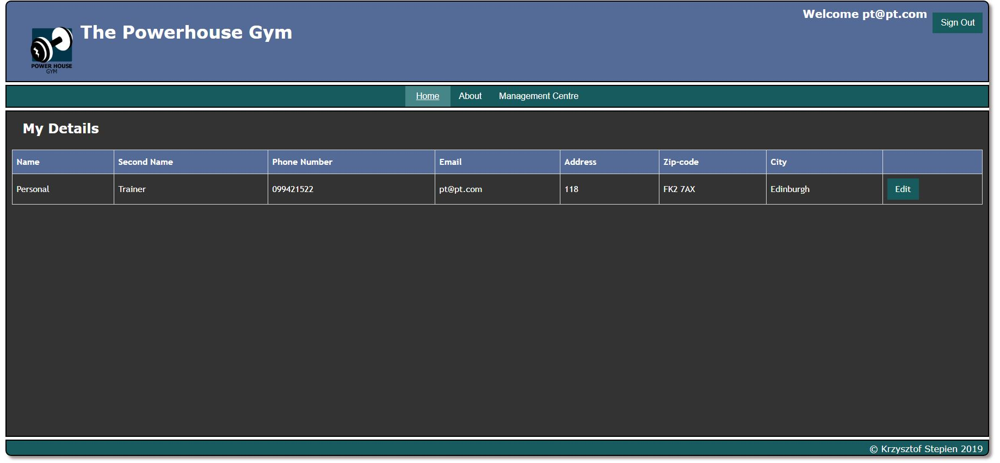 Welcome pt@pt.com
Sign Out
The Powerhouse Gym
POWER HOUSE
GYM
Home About Management Centre
My Details
Name Second Name Phone Number Email Address Zip-code City
Personal Trainer 099421522 pt@pt.com 118 FK2 7AX Edinburgh Edit
© Krzysztof Stepien 2019